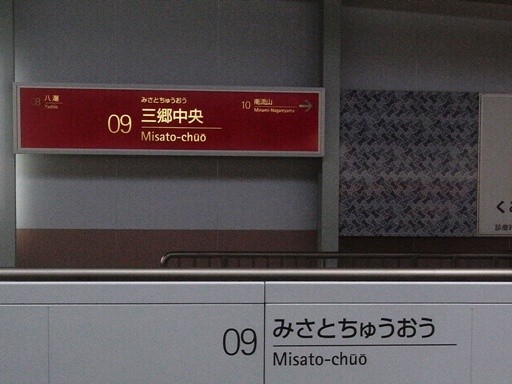 08 八潮
Yashio
みさとちゅうおう
09 三郷中央
Misato-chūō
10 南流山
Minami-Nagareyama
09 みさとちゅうおう
Misato-chūō